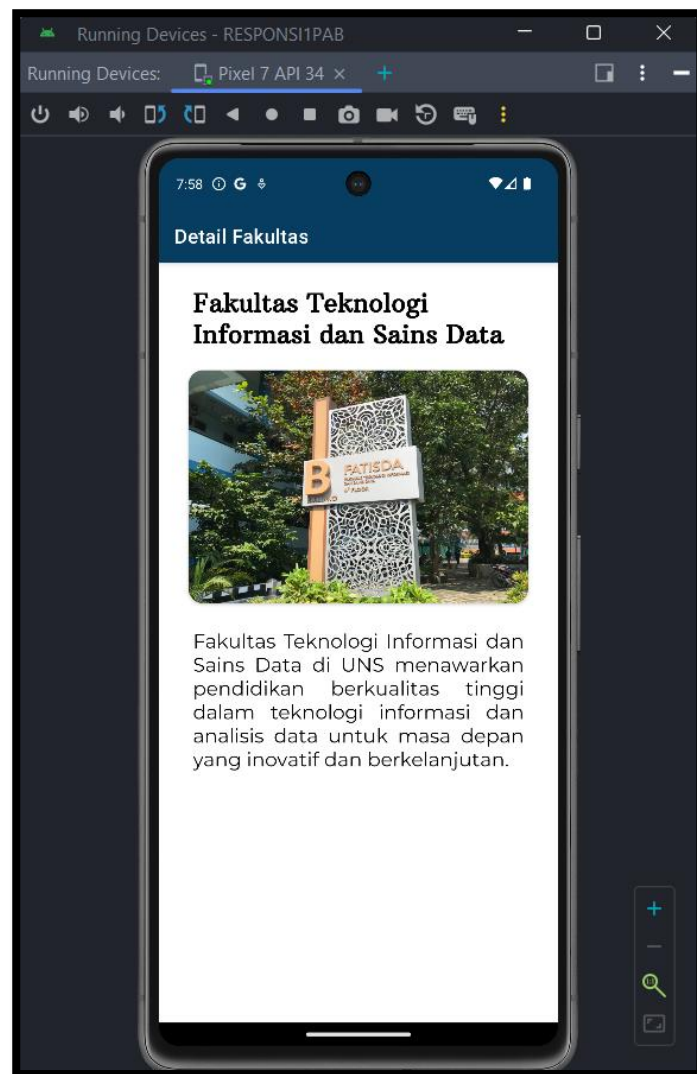 Running Devices - RESPONSI1PAB
Running Devices: Pixel 7 API 34
7:58 G
Detail Fakultas
Fakultas Teknologi
Informasi dan Sains Data
B
FATISDA
Fakultas Teknologi Informasi dan
Sains Data di UNS menawarkan
pendidikan berkualitas tinggi
dalam teknologi informasi dan
analisis data untuk masa depan
yang inovatif dan berkelanjutan.
1:1